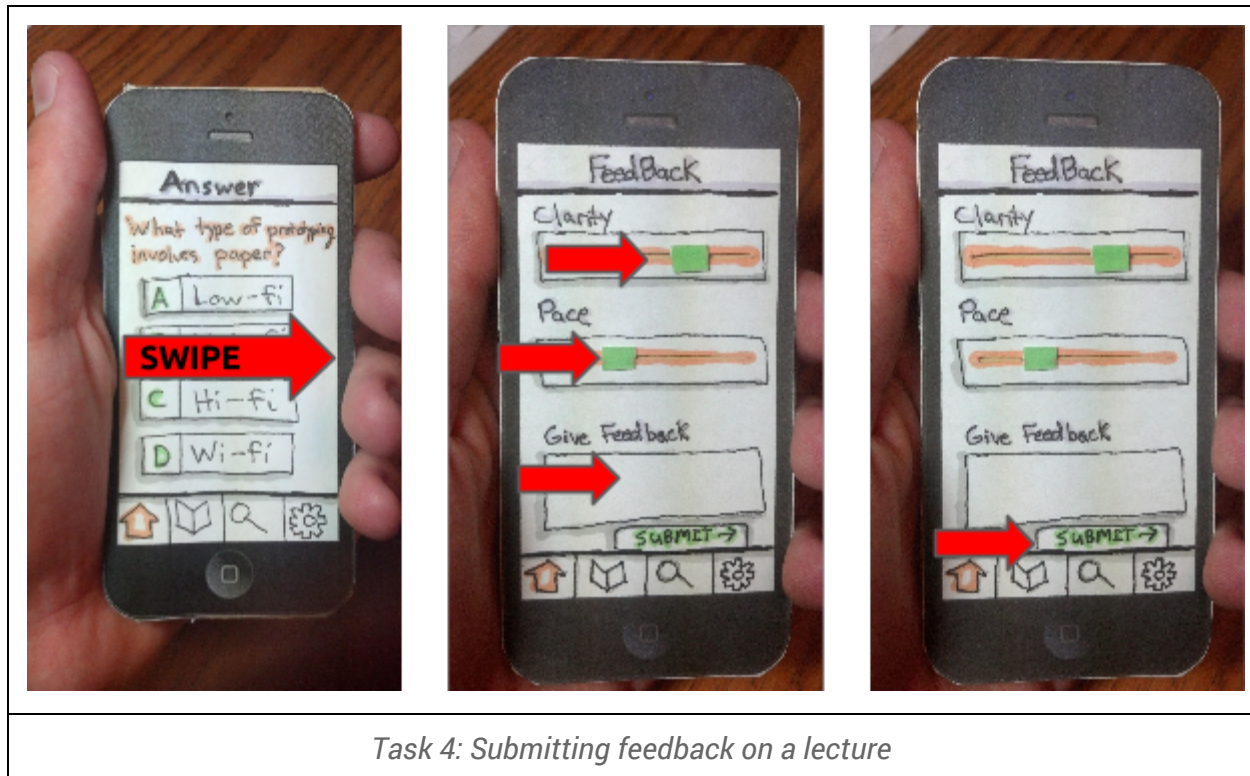 Answer
What type of prototyping
involves paper?
A Low-fi
SWIPE
C Hi-fi
D Wi-fi
FeedBack
Clarity
Pace
Give Feedback
SUBMIT →
FeedBack
Clarity
Pace
Give Feedback
SUBMIT →
Task 4: Submitting feedback on a lecture